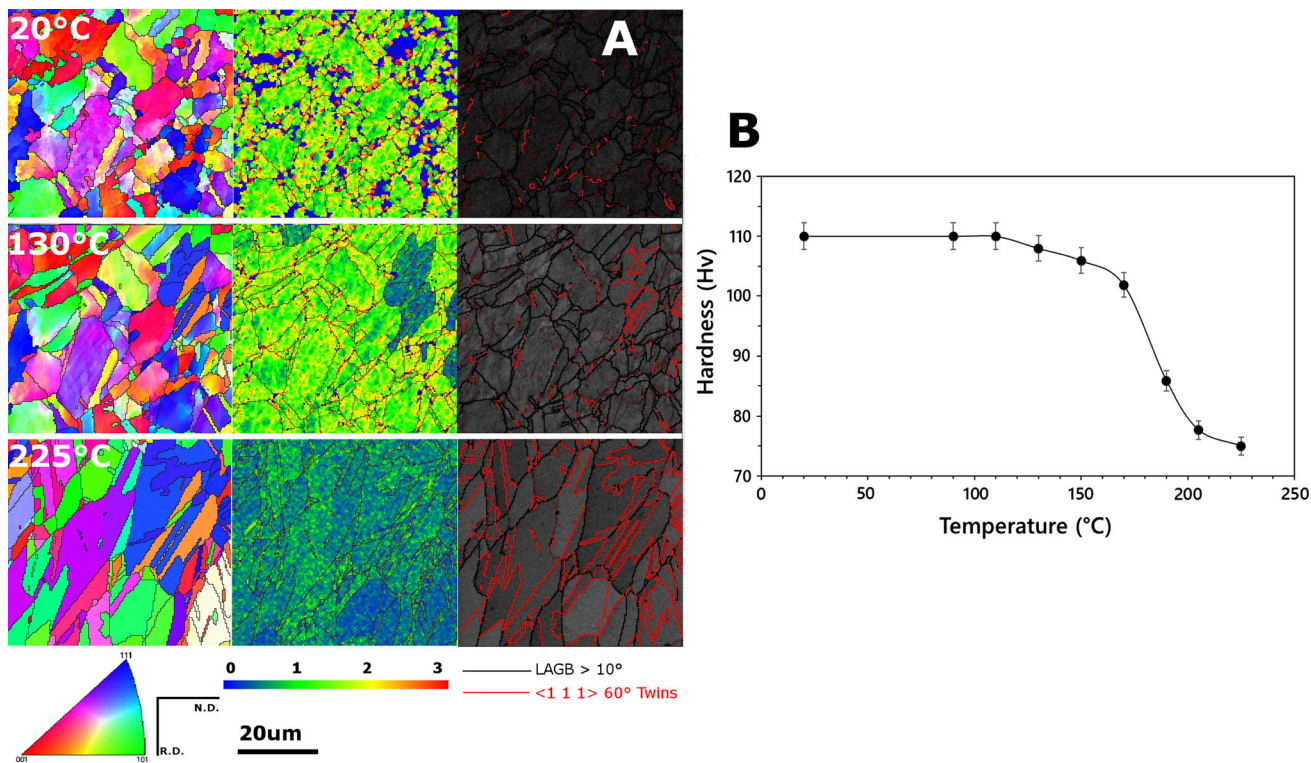 20°C
A
130°C
225°C
111
001
101
N.D.
R.D.
0 1 2 3
20um
LAGB > 10°
<1 1 1> 60° Twins
B
120
110
100
90
80
70
Hardness (Hv)
0 50 100 150 200 250
Temperature (°C)